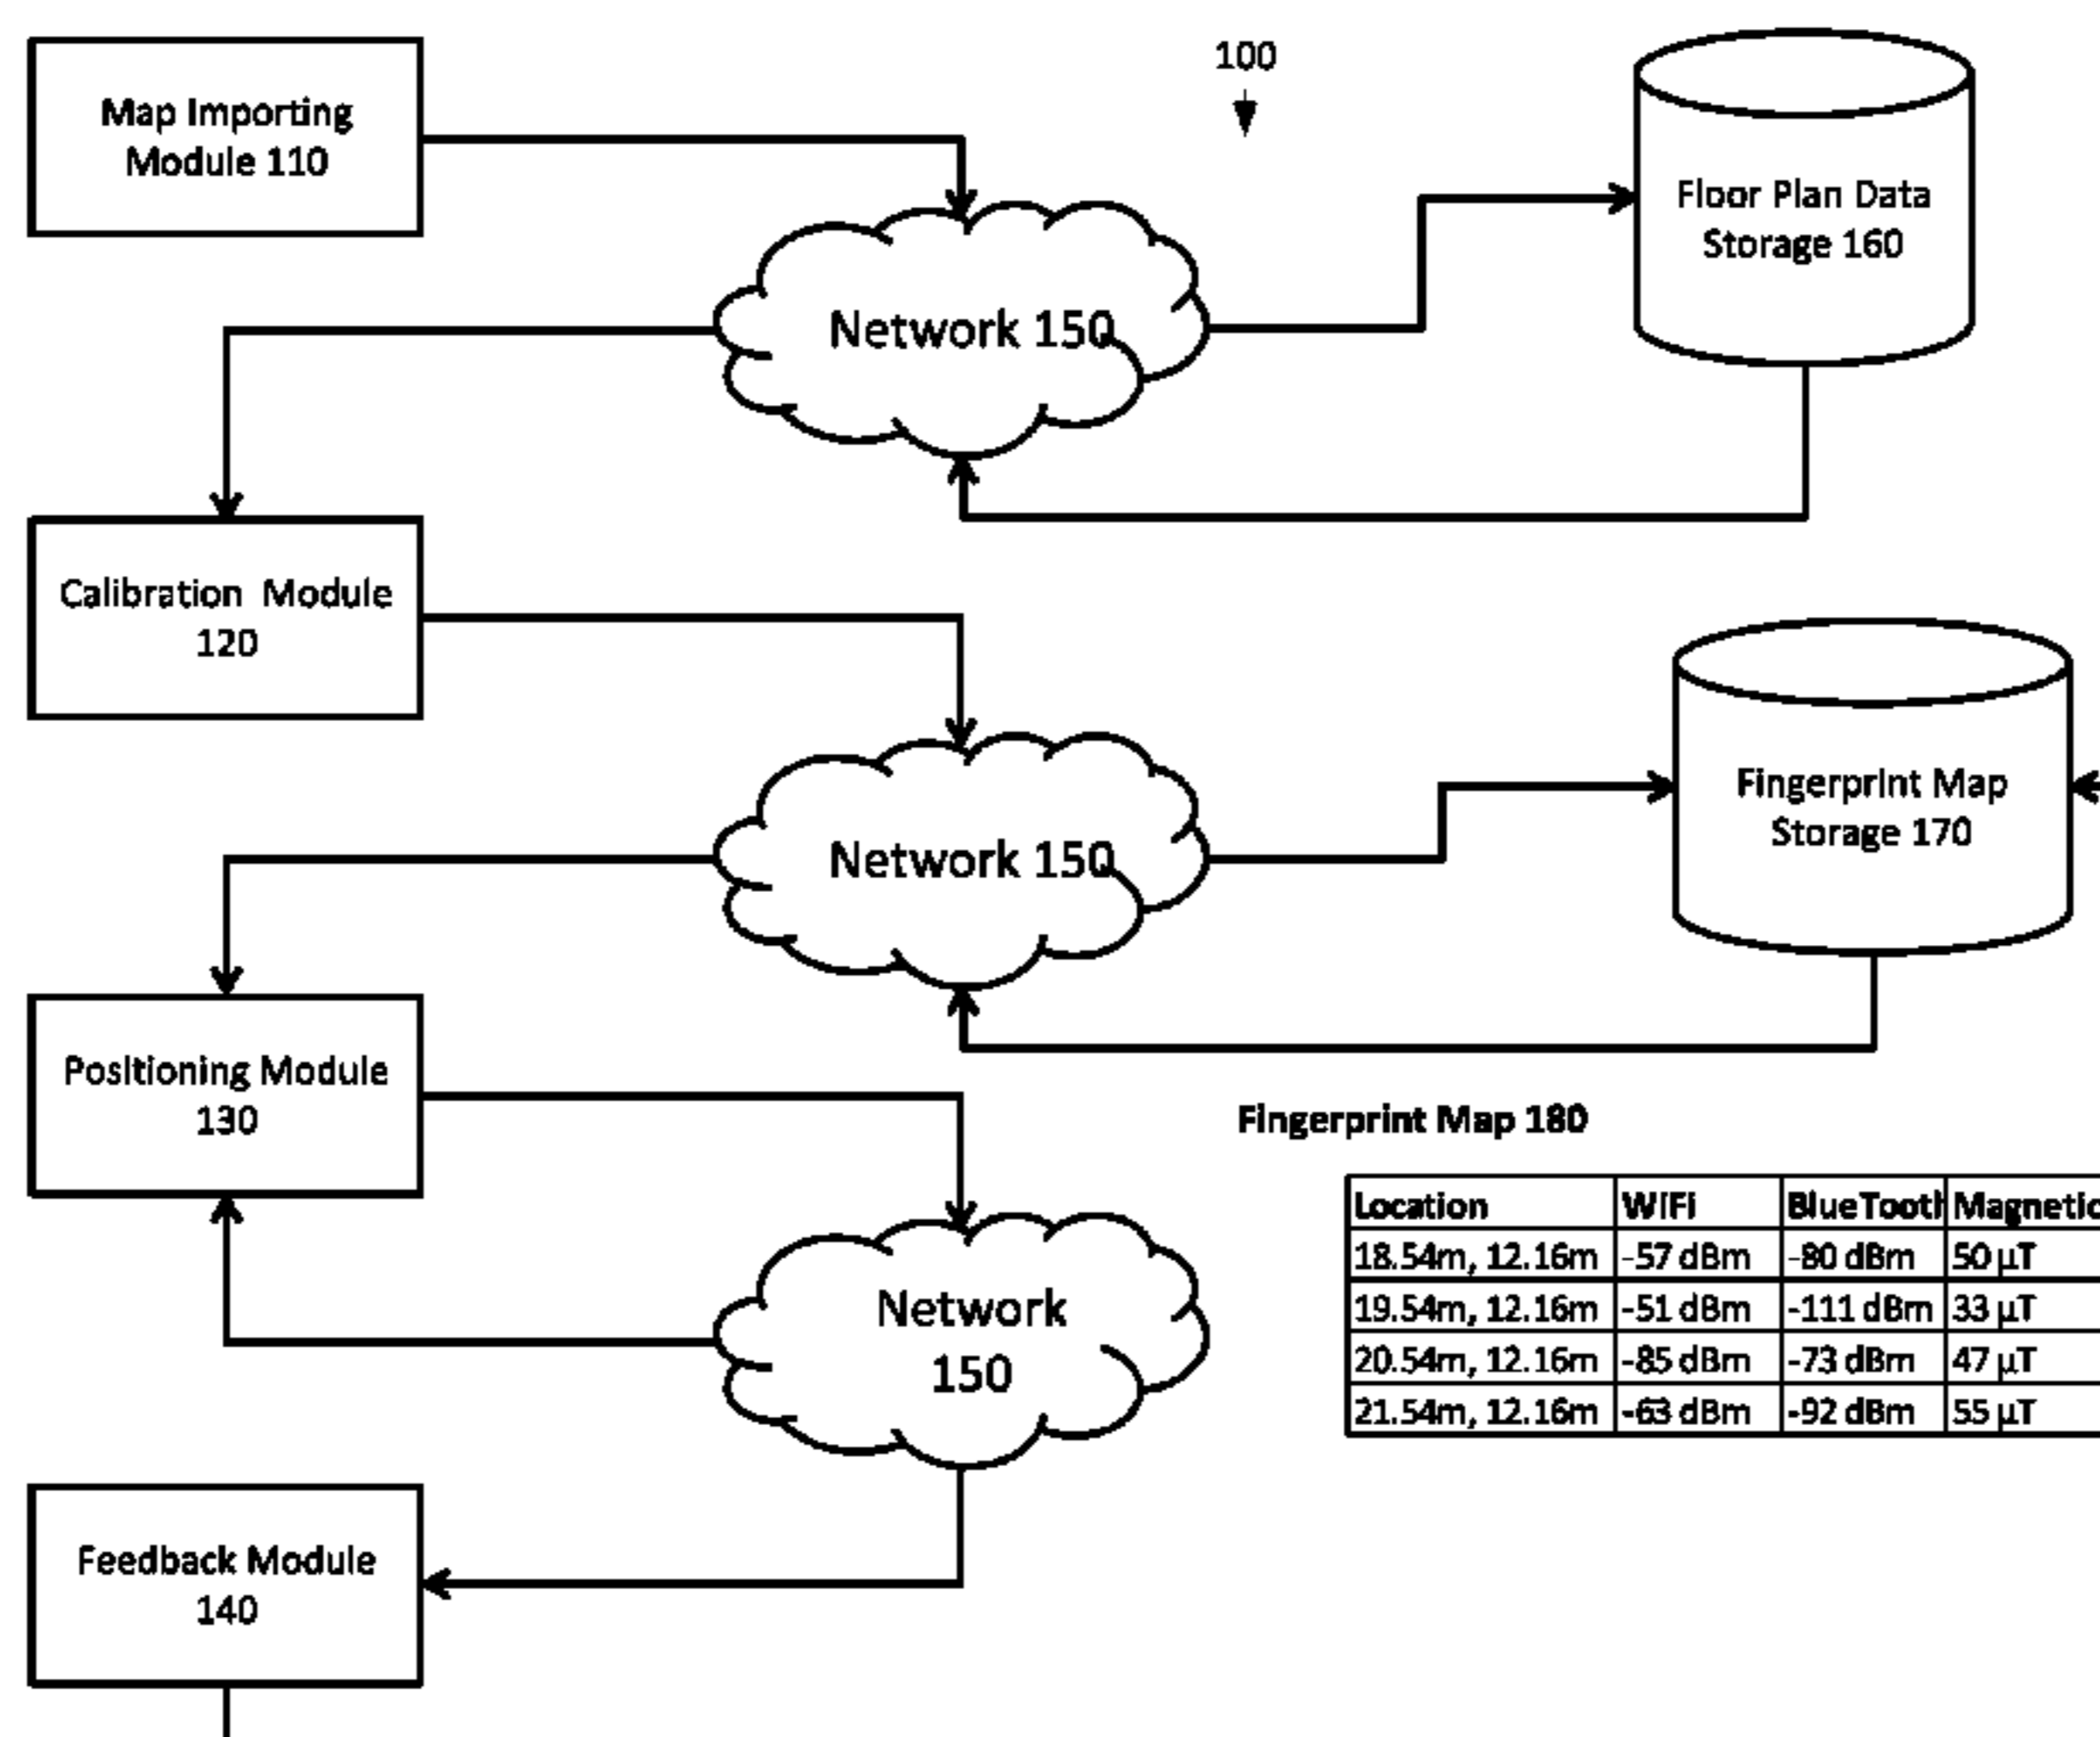 100
Map Importing
Module 110
Floor Plan Data
Storage 160
Network 150
Calibration Module
120
Fingerprint Map
Storage 170
Network 150
Positioning Module
130
Fingerprint Map 180
Location WiFi BlueTooth Magnetic
18.54m, 12.16m -57 dBm -80 dBm 50 µT
19.54m, 12.16m -51 dBm -111 dBm 33 µT
20.54m, 12.16m -85 dBm -73 dBm 47 µT
21.54m, 12.16m -63 dBm -92 dBm 55 µT
Network
150
Feedback Module
140